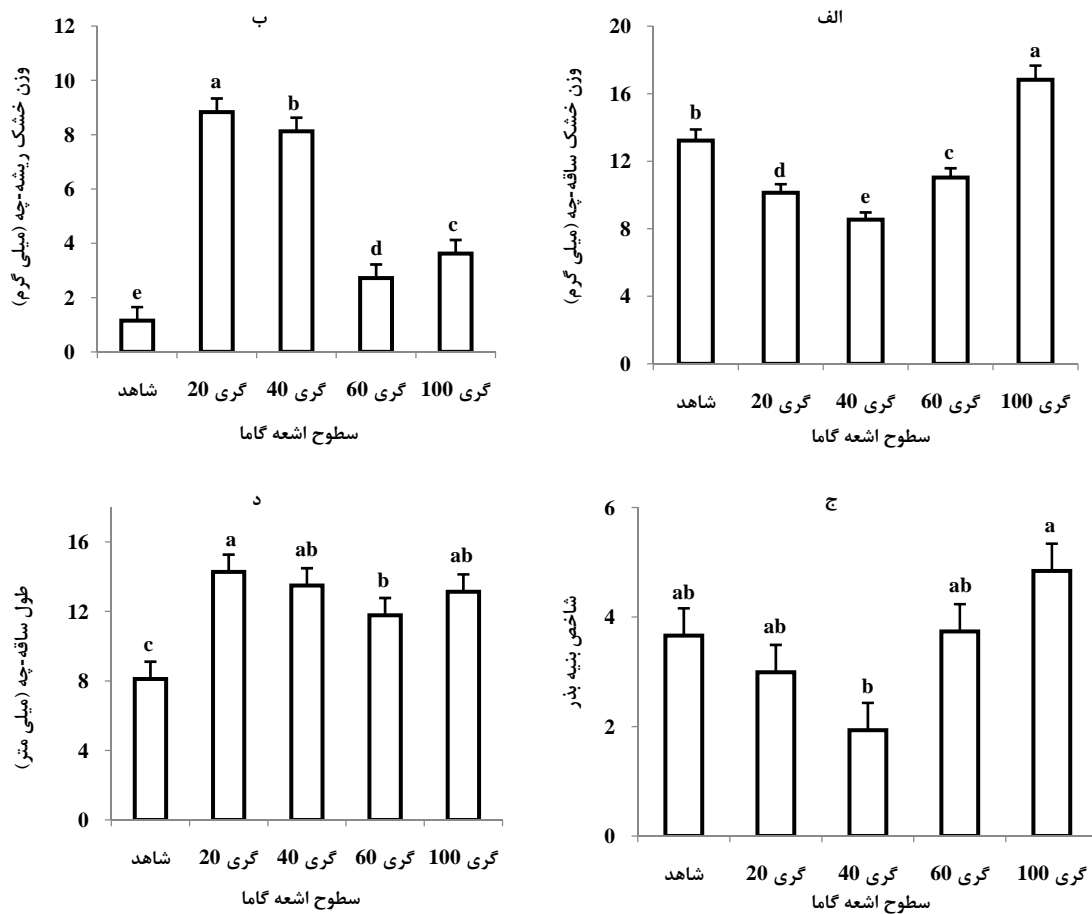 الف
وزن خشک ساقه-چه (میلی گرم)
20
16
12
8
4
0
b
d
e
c
a
شاهد
20 گری
40 گری
60 گری
100 گری
سطوح اشعه گاما
ب
وزن خشک ریشه-چه (میلی گرم)
12
10
8
6
4
2
0
e
a
b
d
c
شاهد
20 گری
40 گری
60 گری
100 گری
سطوح اشعه گاما
ج
شاخص بنیه بذر
6
4
2
0
ab
ab
b
ab
a
شاهد
20 گری
40 گری
60 گری
100 گری
سطوح اشعه گاما
د
طول ساقه-چه (میلی متر)
16
12
8
4
0
c
a
ab
b
ab
شاهد
20 گری
40 گری
60 گری
100 گری
سطوح اشعه گاما